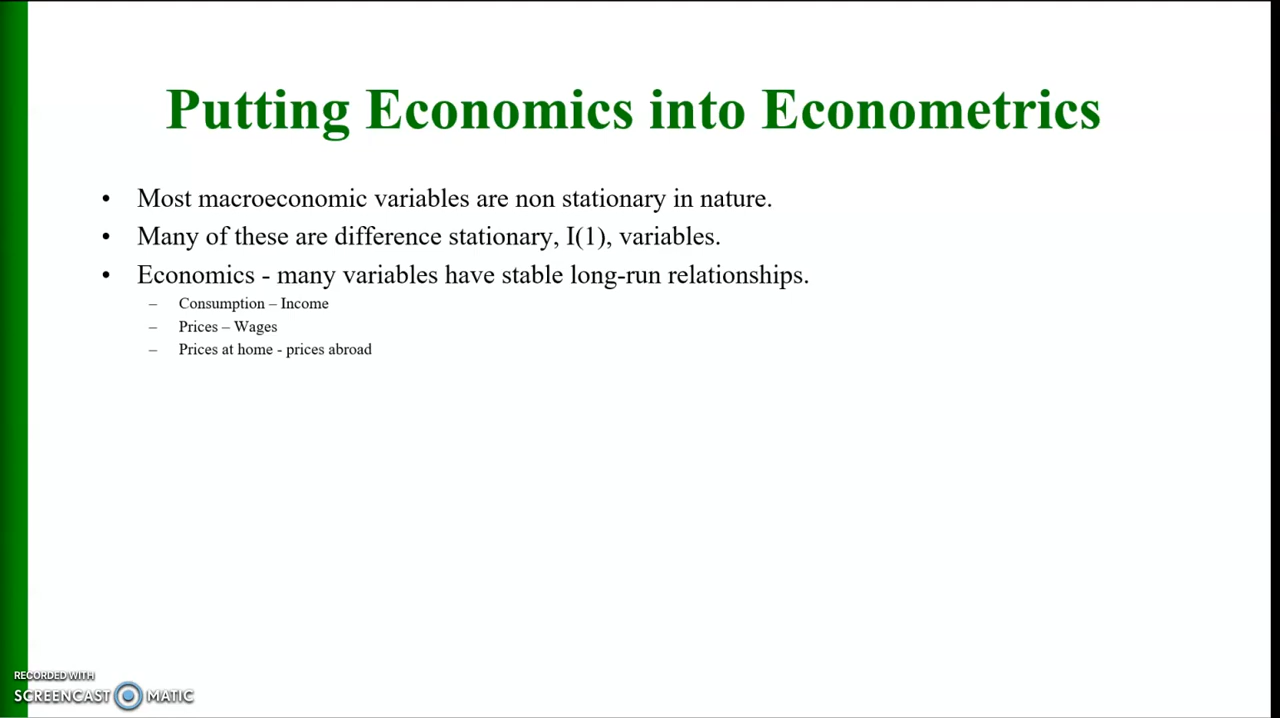 Putting Economics into Econometrics
• Most macroeconomic variables are non stationary in nature.
• Many of these are difference stationary, I(1), variables.
• Economics - many variables have stable long-run relationships.
– Consumption – Income
– Prices – Wages
– Prices at home - prices abroad
RECORDED WITH
SCREENCAST MATIC